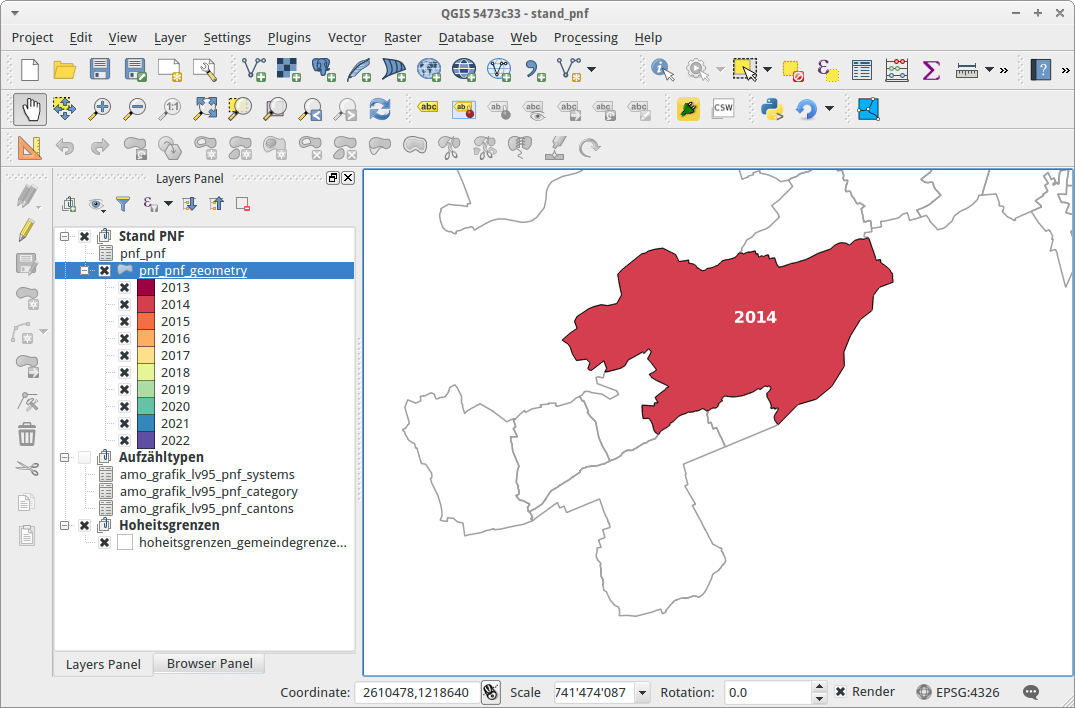 QGIS 5473c33 - stand_pnf
Project Edit View Layer Settings Plugins Vector Raster Database Web Processing Help
abc
CSW
Layers Panel
Stand PNF
pnf_pnf
pnf_pnf_geometry
2013
2014
2015
2016
2017
2018
2019
2020
2021
2022
Aufzähltypen
amo_grafik_lv95_pnf_systems
amo_grafik_lv95_pnf_category
amo_grafik_lv95_pnf_cantons
Hoheitsgrenzen
hoheitsgrenzen_gemeindegrenze...
2014
Layers Panel Browser Panel
Coordinate: 2610478,1218640 Scale 741'474'087 Rotation: 0.0 Render EPSG:4326